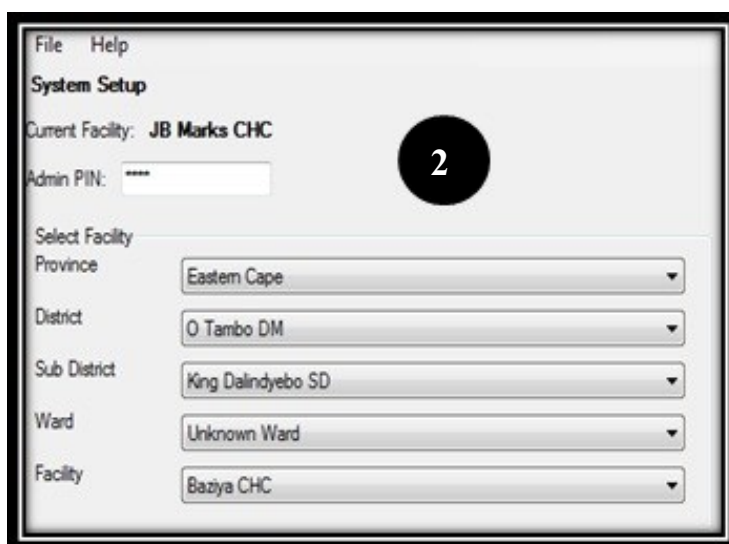 File Help
System Setup
Current Facility: JB Marks CHC
2
Admin PIN: ****
Select Facility
Province Eastern Cape
District O Tambo DM
Sub District King Dalindyebo SD
Ward Unknown Ward
Facility Baziya CHC